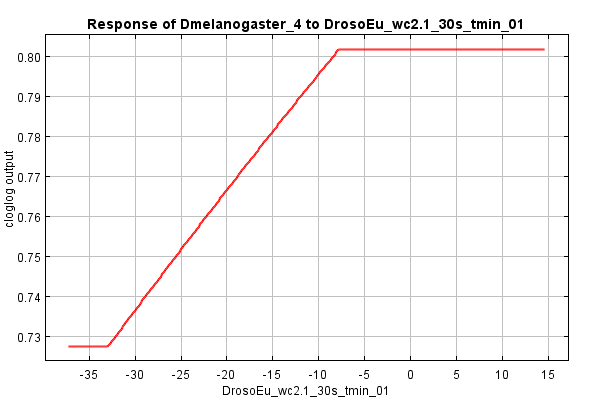 Response of Dmelanogaster_4 to DrosoEu_wc2.1_30s_tmin_01
cloglog output
0.80
0.79
0.78
0.77
0.76
0.75
0.74
0.73
-35 -30 -25 -20 -15 -10 -5 0 5 10 15
DrosoEu_wc2.1_30s_tmin_01